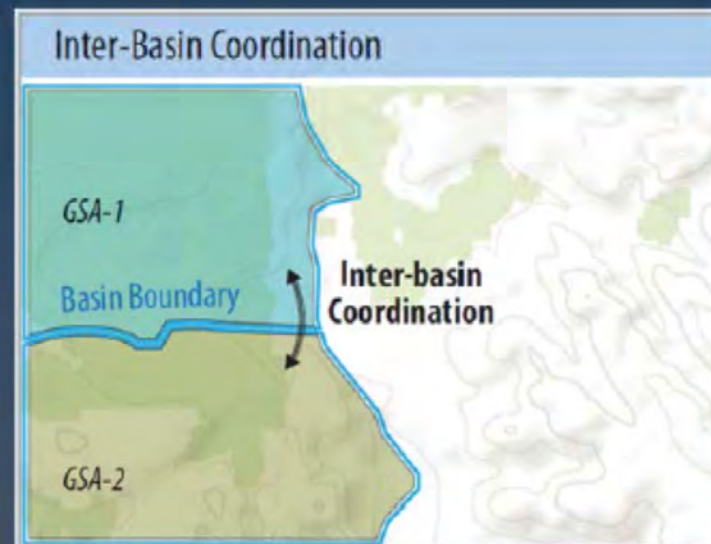 Inter-Basin Coordination
GSA-1
Basin Boundary
Inter-basin
Coordination
GSA-2